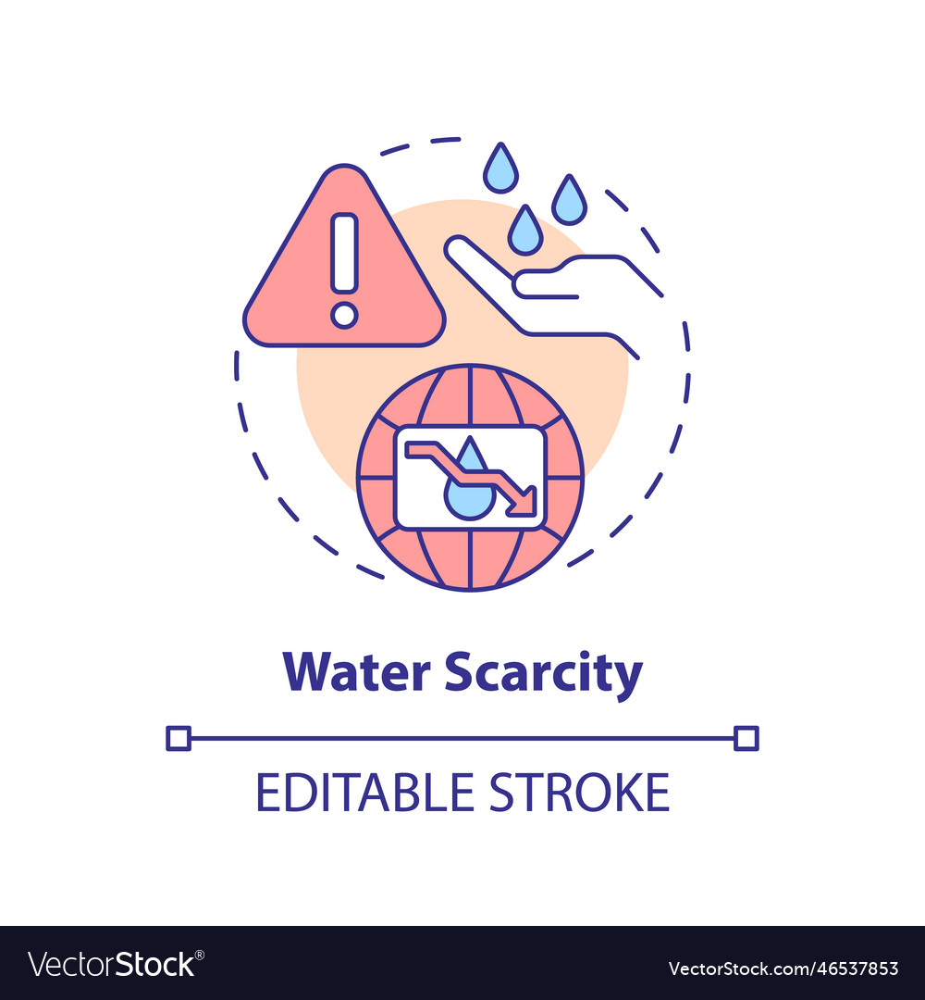 Water Scarcity
EDITABLE STROKE
VectorStock®
VectorStock.com/46537853